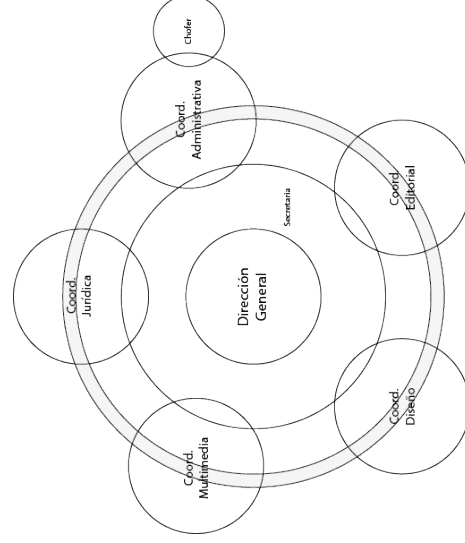 Chofer
Coord.
Administrativa
Coord.
Editorial
Secretaria
Coord.
Jurídica
Dirección
General
Coord.
Diseño
Coord.
Multimedia